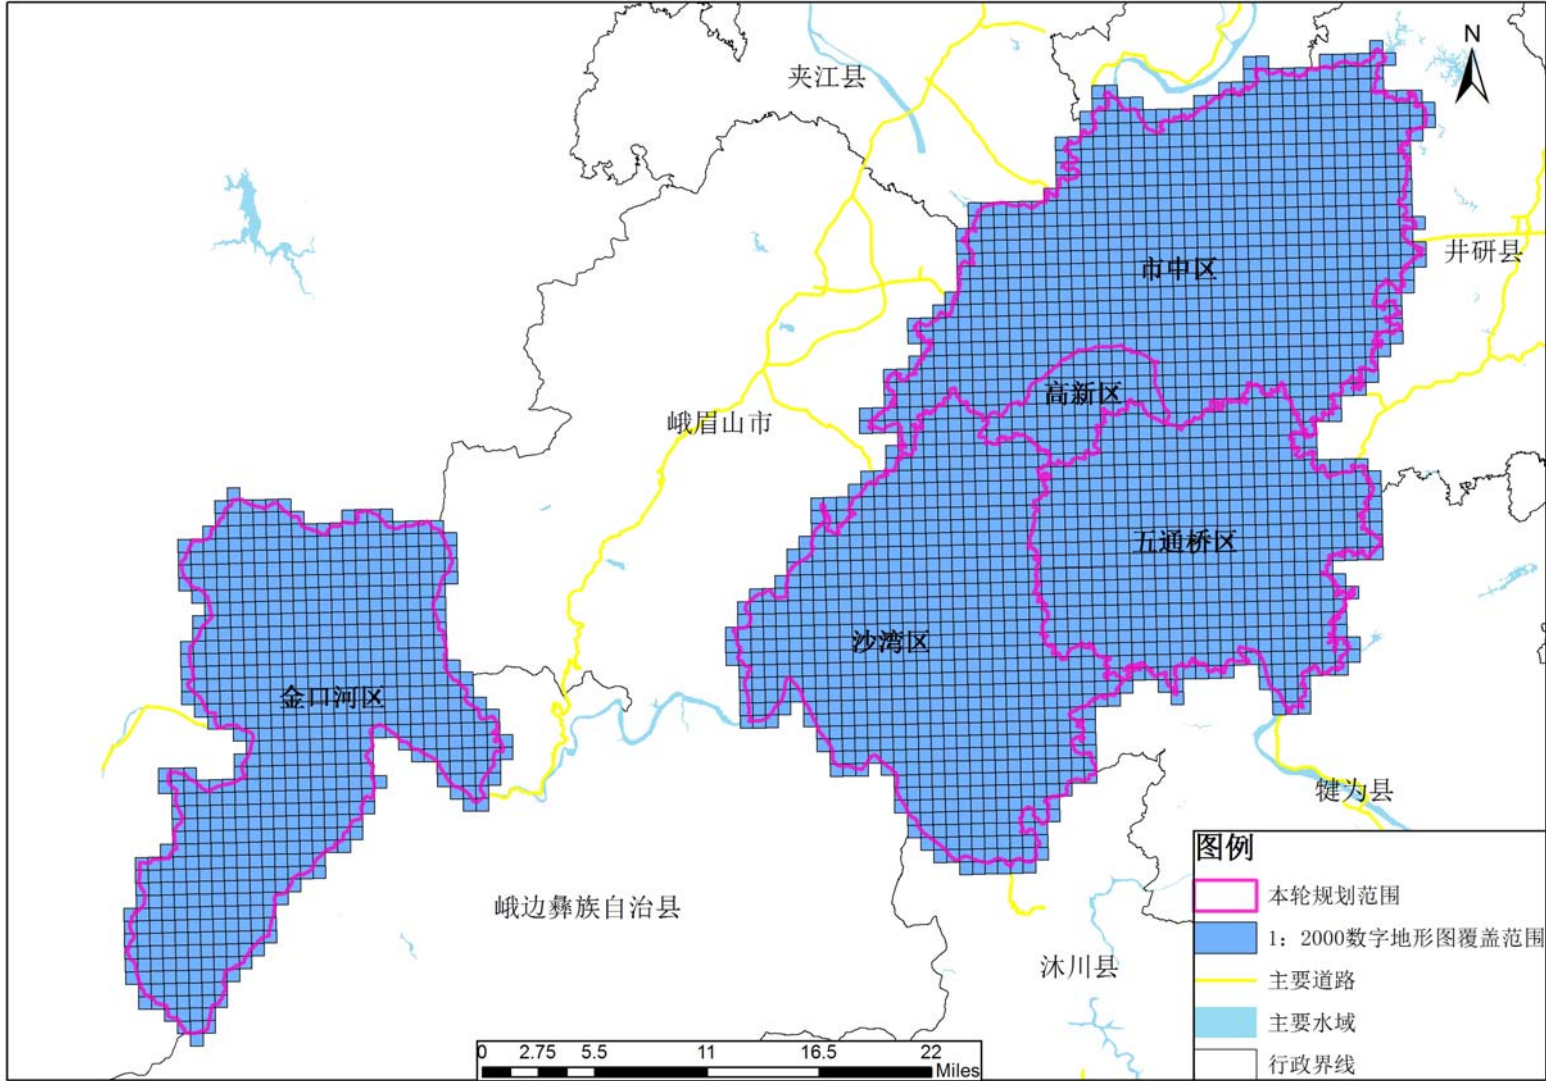 N
夹江县
市中区
井研县
高新区
峨眉山市
五通桥区
沙湾区
金口河区
犍为县
峨边彝族自治县
沐川县
图例
本轮规划范围
1：2000数字地形图覆盖范围
主要道路
主要水域
行政界线
0 2.75 5.5 11 16.5 22
Miles